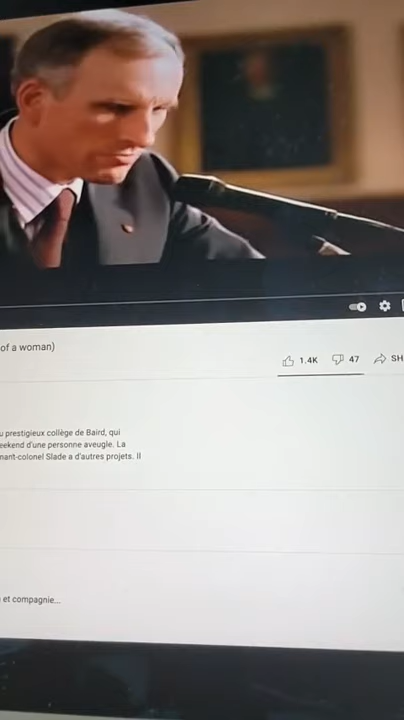 of a woman)
1.4K
47
SH
u prestigieux collège de Baird, qui
eekend d'une personne aveugle. La
nant-colonel Slade a d'autres projets. Il
et compagnie...